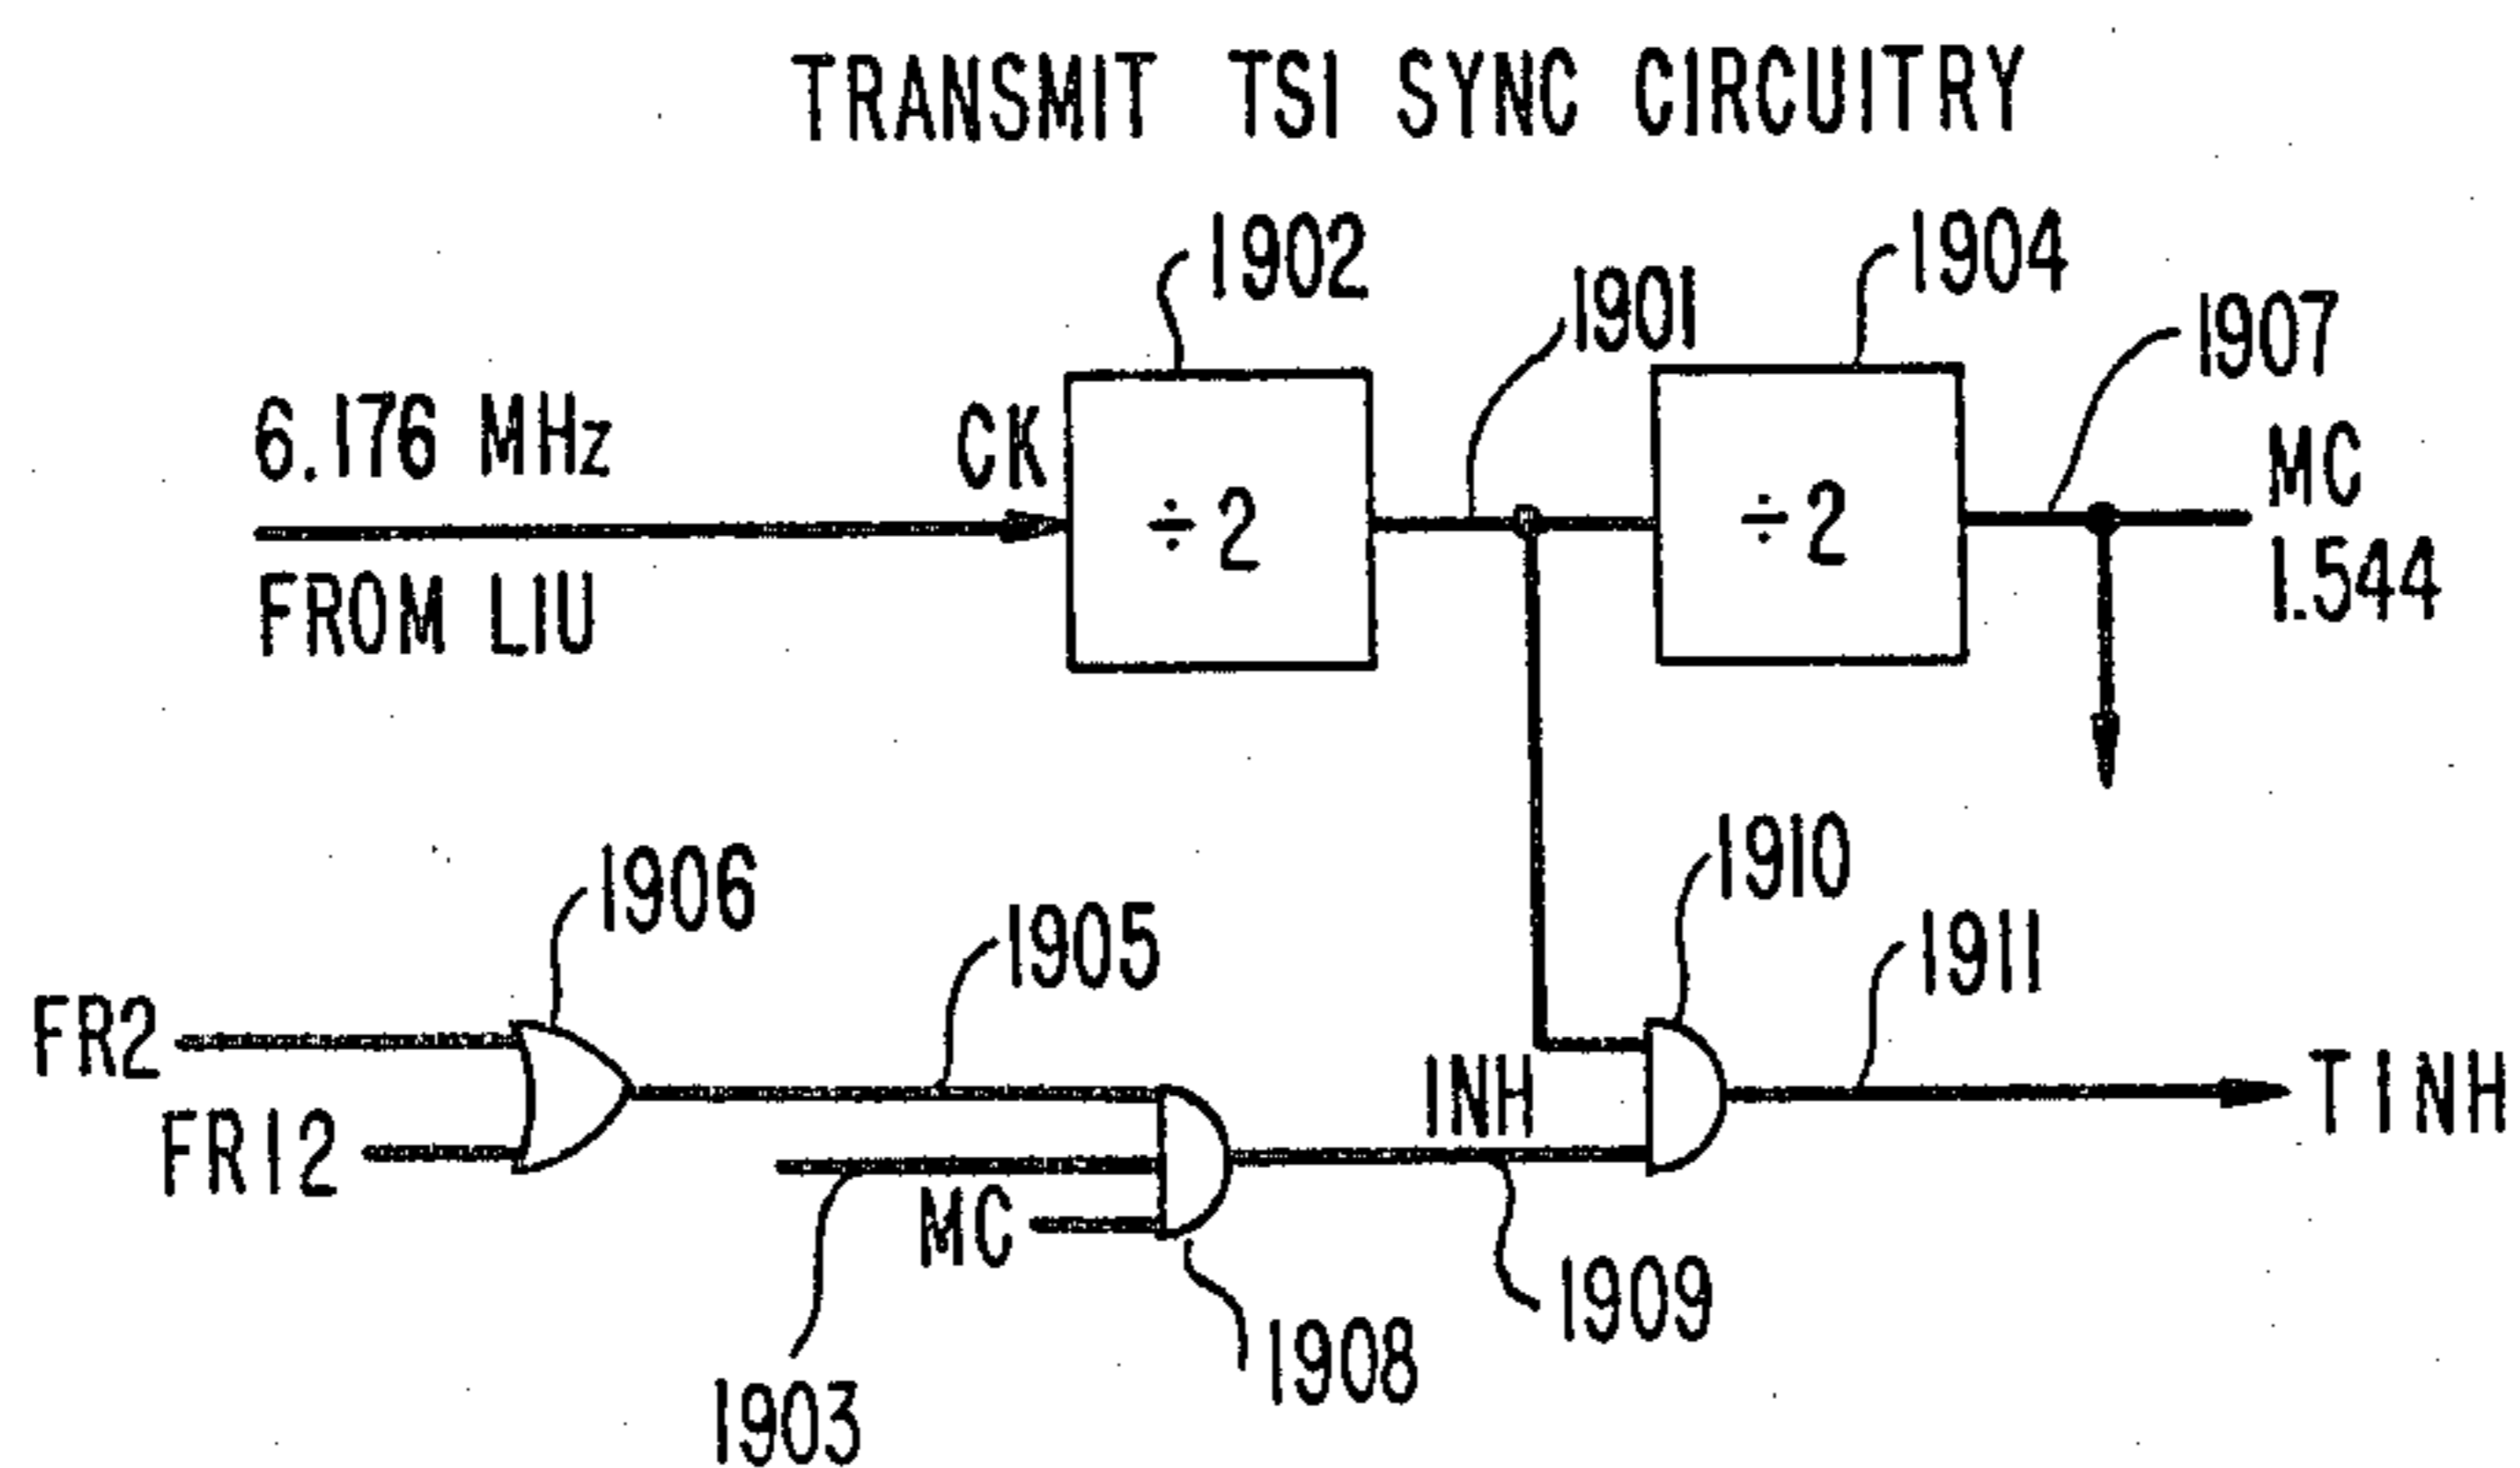 TRANSMIT TSI SYNC CIRCUITRY
1902
1904
1901
1907
6.176 MHz
CK
MC
÷2
÷2
FROM LIU
1.544
1910
1906
1905
1911
FR2
INH
TINH
FR12
MC
1909
1908
1903